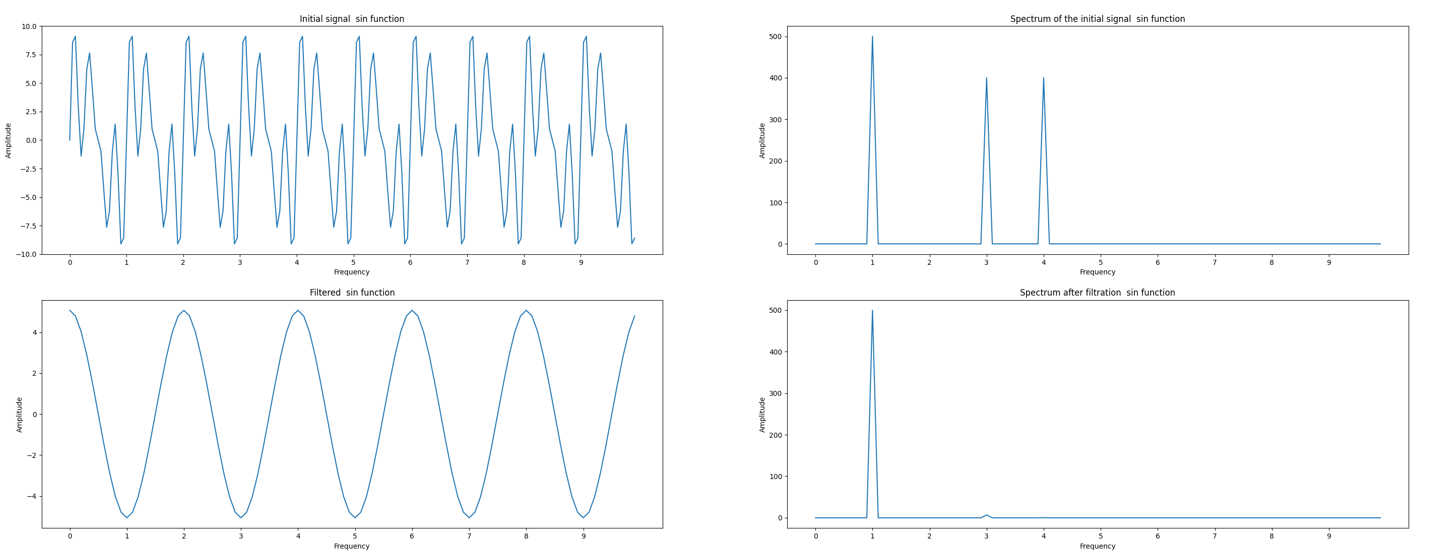 Initial signal  sin function
10.0
7.5
5.0
2.5
0.0
−2.5
−5.0
−7.5
−10.0
Amplitude
0 1 2 3 4 5 6 7 8 9
Frequency
Spectrum of the initial signal  sin function
500
400
300
200
100
0
Amplitude
0 1 2 3 4 5 6 7 8 9
Frequency
Filtered  sin function
4
2
0
−2
−4
Amplitude
0 1 2 3 4 5 6 7 8 9
Frequency
Spectrum after filtration  sin function
500
400
300
200
100
0
Amplitude
0 1 2 3 4 5 6 7 8 9
Frequency